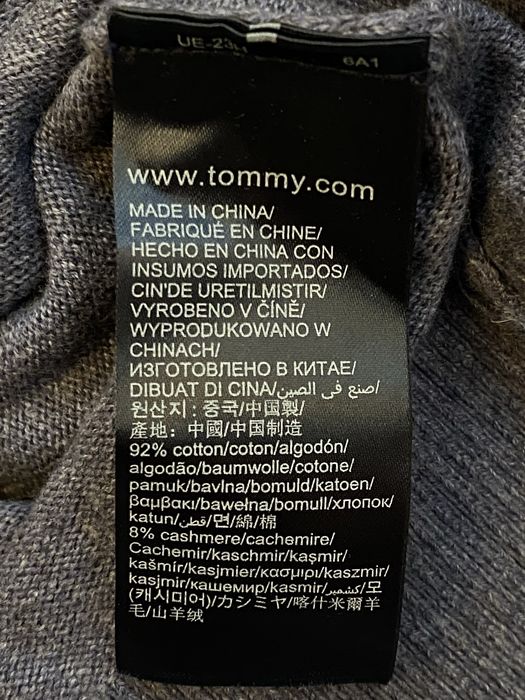 6A1
www.tommy.com
MADE IN CHINA/
FABRIQUÉ EN CHINE/
HECHO EN CHINA CON
INSUMOS IMPORTADOS/
CIN'DE URETILMISTIR/
VYROBENO V ČÍNĚ/
WYPRODUKOWANO W
CHINACH/
ИЗГОТОВЛЕНО В КИТАЕ/
DIBUAT DI CINA/صنع في الصين/
원산지 : 중국/中国製/
產地: 中國/中国制造
92% cotton/coton/algodón/
algodão/baumwolle/cotone/
pamuk/bavlna/bomuld/katoen/
βαμβακι/bawełna/bomull/хлопок/
katun/قطن/면/綿/棉
8% cashmere/cachemire/
Cachemir/kaschmir/kaşmir/
kašmír/kasjmier/κασμιρι/kaszmir/
kasjmir/кашемир/kasmir/كشمير/모
(캐시미어)/カシミヤ/喀什米爾羊
毛/山羊绒